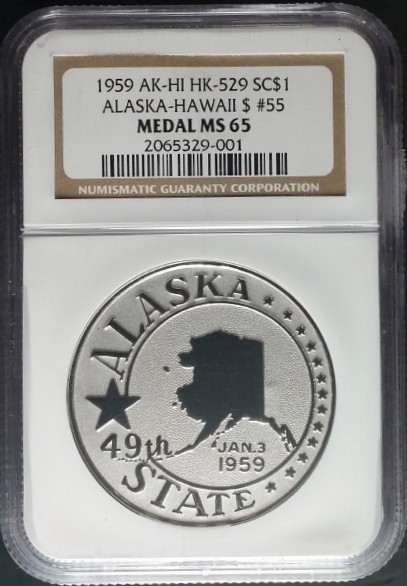 1959 AK-HI HK-529 SC$1
ALASKA-HAWAII $ #55
MEDAL MS 65
2065329-001
NUMISMATIC GUARANTY CORPORATION
ALASKA
49th
JAN.3
1959
STATE